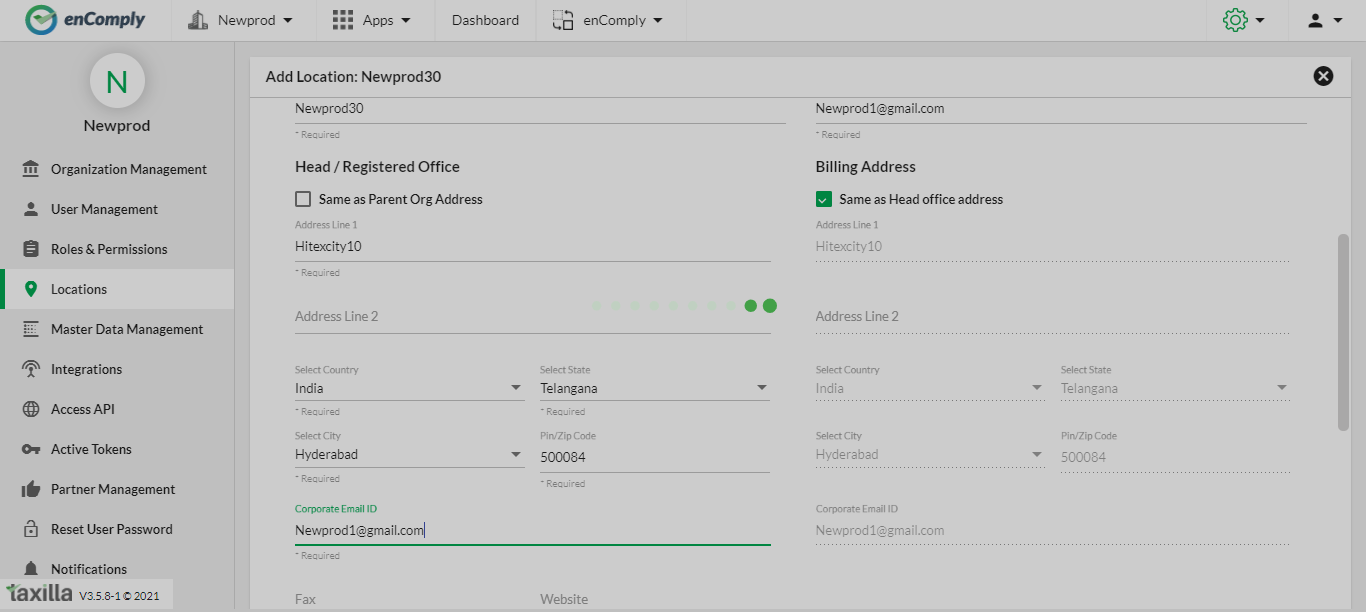 enComply
Newprod
Apps
Dashboard
enComply
N
Newprod
Organization Management
User Management
Roles & Permissions
Locations
Master Data Management
Integrations
Access API
Active Tokens
Partner Management
Reset User Password
Notifications
taxilla V3.5.8-1 © 2021
Add Location: Newprod30
Newprod30 Newprod1@gmail.com
* Required * Required
Head / Registered Office Billing Address
Same as Parent Org Address Same as Head office address
Address Line 1 Address Line 1
Hitexcity10 Hitexcity10
* Required
Address Line 2 Address Line 2
Select Country Select State Select Country Select State
India Telangana India Telangana
* Required * Required
Select City Pin/Zip Code Select City Pin/Zip Code
Hyderabad 500084 Hyderabad 500084
* Required * Required
Corporate Email ID Corporate Email ID
Newprod1@gmail.com Newprod1@gmail.com
* Required
Fax Website